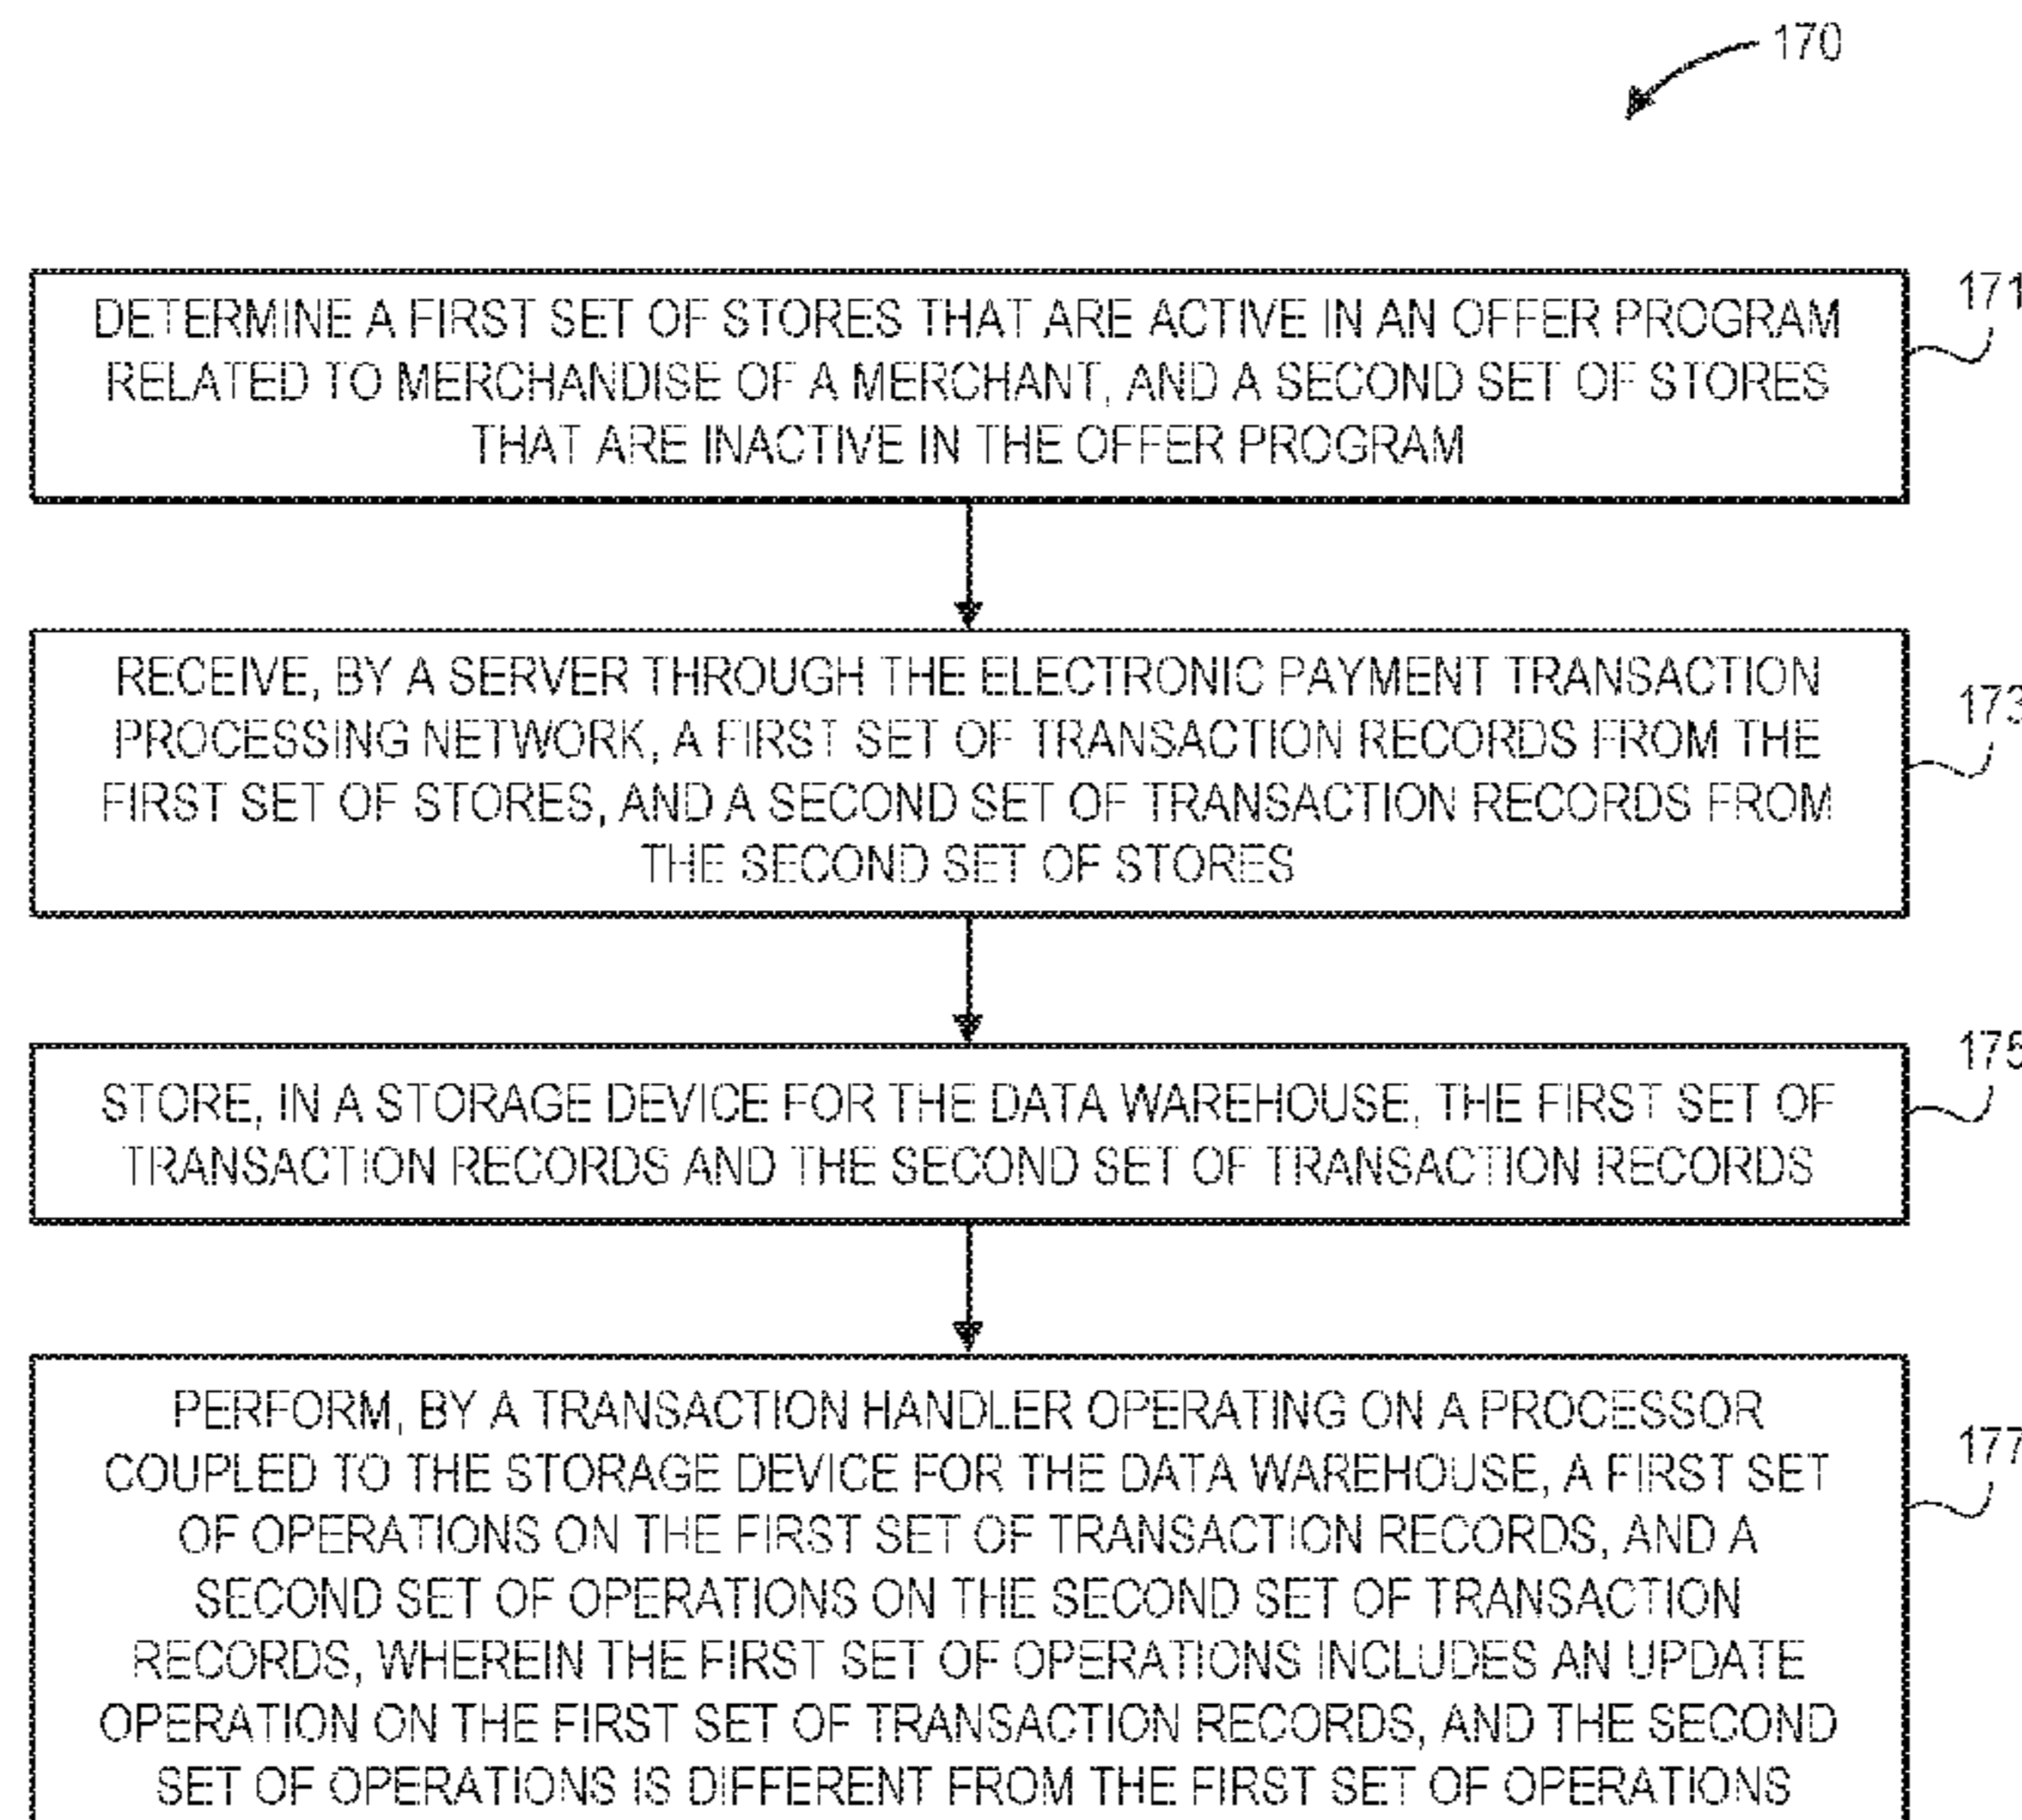 170
171
DETERMINE A FIRST SET OF STORES THAT ARE ACTIVE IN AN OFFER PROGRAM
RELATED TO MERCHANDISE OF A MERCHANT, AND A SECOND SET OF STORES
THAT ARE INACTIVE IN THE OFFER PROGRAM
173
RECEIVE, BY A SERVER THROUGH THE ELECTRONIC PAYMENT TRANSACTION
PROCESSING NETWORK, A FIRST SET OF TRANSACTION RECORDS FROM THE
FIRST SET OF STORES, AND A SECOND SET OF TRANSACTION RECORDS FROM
THE SECOND SET OF STORES
175
STORE, IN A STORAGE DEVICE FOR THE DATA WAREHOUSE, THE FIRST SET OF
TRANSACTION RECORDS AND THE SECOND SET OF TRANSACTION RECORDS
177
PERFORM, BY A TRANSACTION HANDLER OPERATING ON A PROCESSOR
COUPLED TO THE STORAGE DEVICE FOR THE DATA WAREHOUSE, A FIRST SET
OF OPERATIONS ON THE FIRST SET OF TRANSACTION RECORDS, AND A
SECOND SET OF OPERATIONS ON THE SECOND SET OF TRANSACTION
RECORDS, WHEREIN THE FIRST SET OF OPERATIONS INCLUDES AN UPDATE
OPERATION ON THE FIRST SET OF TRANSACTION RECORDS, AND THE SECOND
SET OF OPERATIONS IS DIFFERENT FROM THE FIRST SET OF OPERATIONS